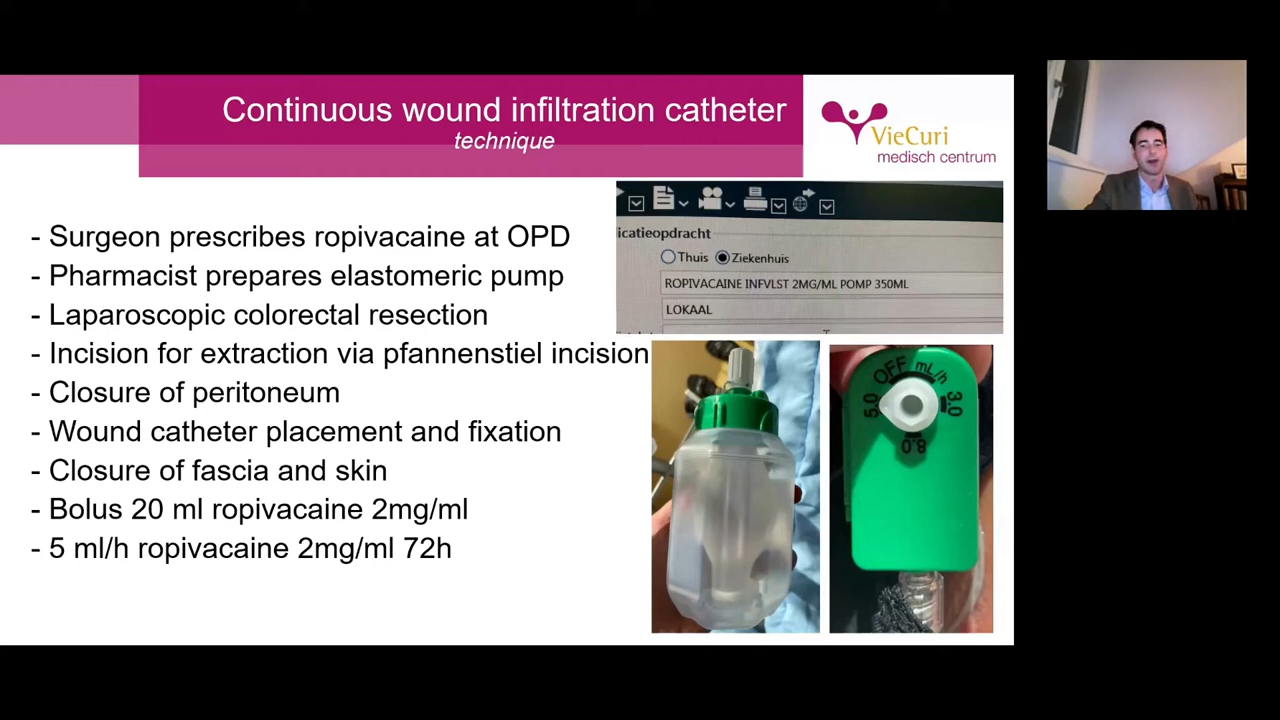 Continuous wound infiltration catheter
technique
VieCuri
medisch centrum
- Surgeon prescribes ropivacaine at OPD
- Pharmacist prepares elastomeric pump
- Laparoscopic colorectal resection
- Incision for extraction via pfannenstiel incision
- Closure of peritoneum
- Wound catheter placement and fixation
- Closure of fascia and skin
- Bolus 20 ml ropivacaine 2mg/ml
- 5 ml/h ropivacaine 2mg/ml 72h
icatieopdracht
Thuis Ziekenhuis
ROPIVACAINE INFVLST 2MG/ML POMP 350ML
LOKAAL
OFF mL/h
5.0 3.0
8.0